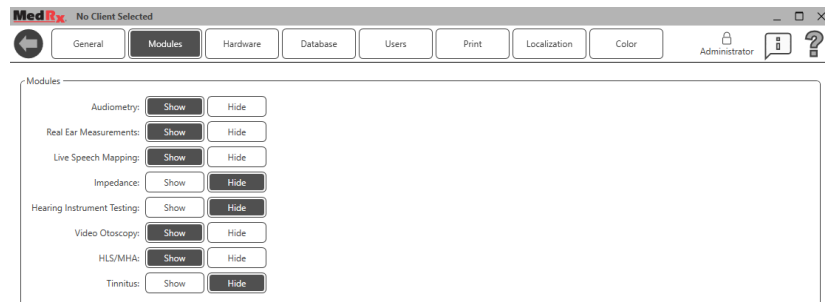 MedRx No Client Selected
General Modules Hardware Database Users Print Localization Color Administrator
Modules
Audiometry: Show Hide
Real Ear Measurements: Show Hide
Live Speech Mapping: Show Hide
Impedance: Show Hide
Hearing Instrument Testing: Show Hide
Video Otoscopy: Show Hide
HLS/MHA: Show Hide
Tinnitus: Show Hide